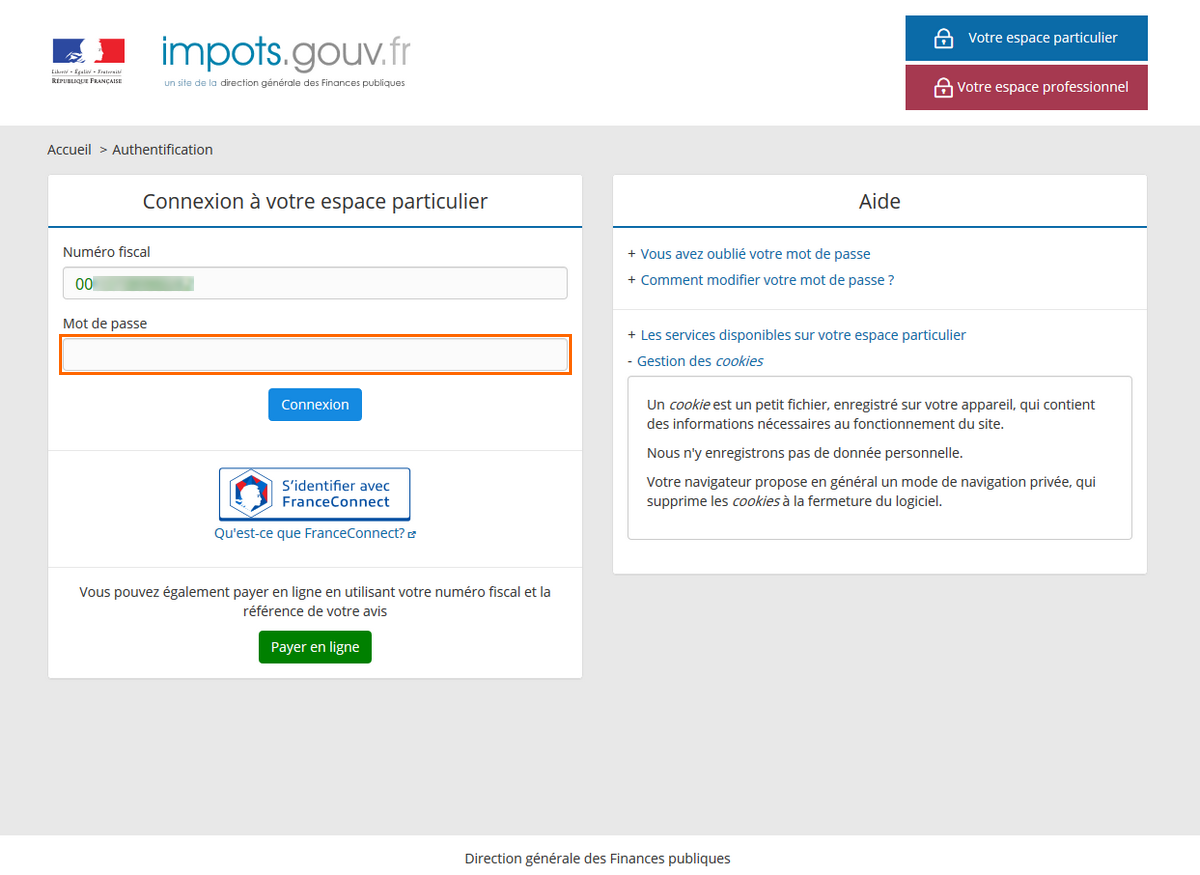 Liberté • Égalité • Fraternité
RÉPUBLIQUE FRANÇAISE
impots.gouv.fr
un site de la direction générale des Finances publiques
Votre espace particulier
Votre espace professionnel
Accueil > Authentification
Connexion à votre espace particulier
Numéro fiscal
00
Mot de passe
Connexion
S'identifier avec
FranceConnect
Qu'est-ce que FranceConnect?
Vous pouvez également payer en ligne en utilisant votre numéro fiscal et la
référence de votre avis
Payer en ligne
Aide
+ Vous avez oublié votre mot de passe
+ Comment modifier votre mot de passe ?
+ Les services disponibles sur votre espace particulier
- Gestion des cookies
Un cookie est un petit fichier, enregistré sur votre appareil, qui contient
des informations nécessaires au fonctionnement du site.
Nous n'y enregistrons pas de donnée personnelle.
Votre navigateur propose en général un mode de navigation privée, qui
supprime les cookies à la fermeture du logiciel.
Direction générale des Finances publiques